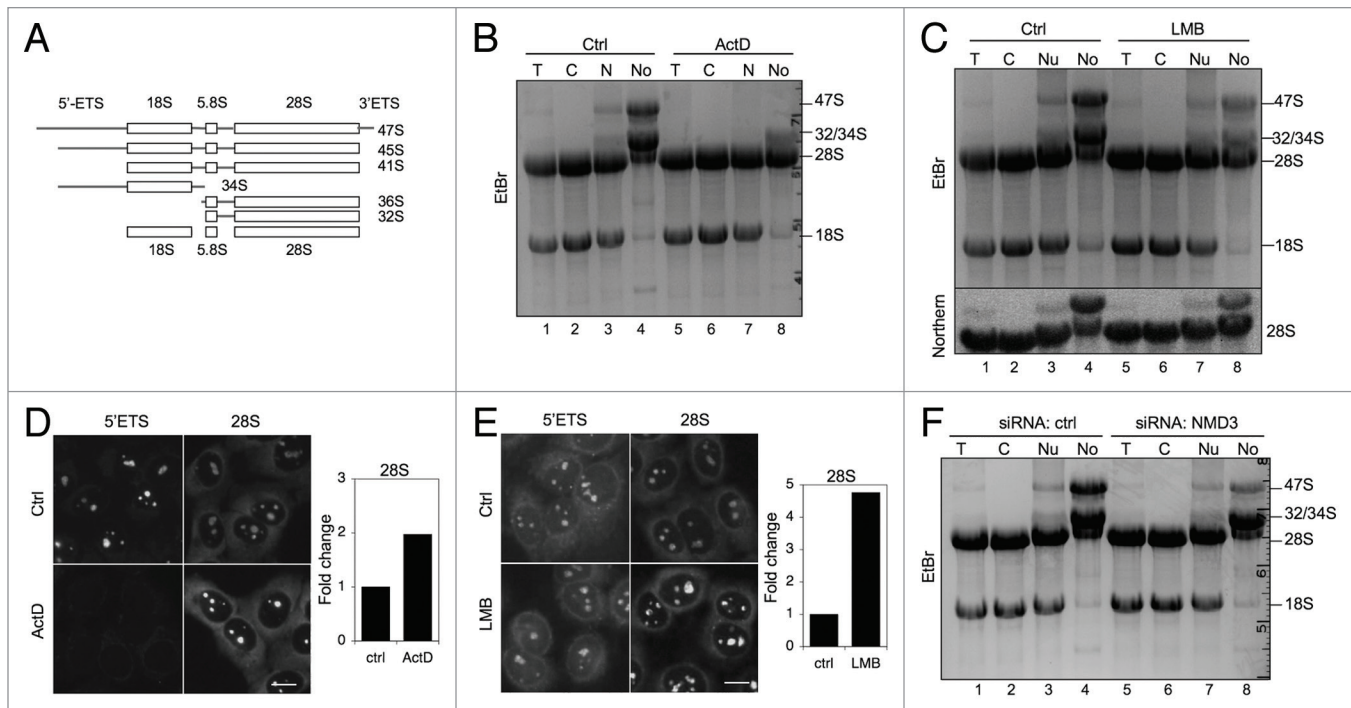 A
5'-ETS 18S 5.8S 28S 3'ETS
47S
45S
41S
34S
36S
32S
18S 5.8S 28S
B
Ctrl ActD
T C N No T C N No
47S
32/34S
28S
18S
EtBr
1 2 3 4 5 6 7 8
C
Ctrl LMB
T C Nu No T C Nu No
47S
32/34S
28S
18S
EtBr
Northern
28S
1 2 3 4 5 6 7 8
D
5'ETS 28S
Ctrl
ActD
28S
Fold change
3
2
1
0
ctrl ActD
E
5'ETS 28S
Ctrl
LMB
28S
Fold change
5
4
3
2
1
0
ctrl LMB
F
siRNA: ctrl siRNA: NMD3
T C Nu No T C Nu No
47S
32/34S
28S
6
18S
5
EtBr
1 2 3 4 5 6 7 8